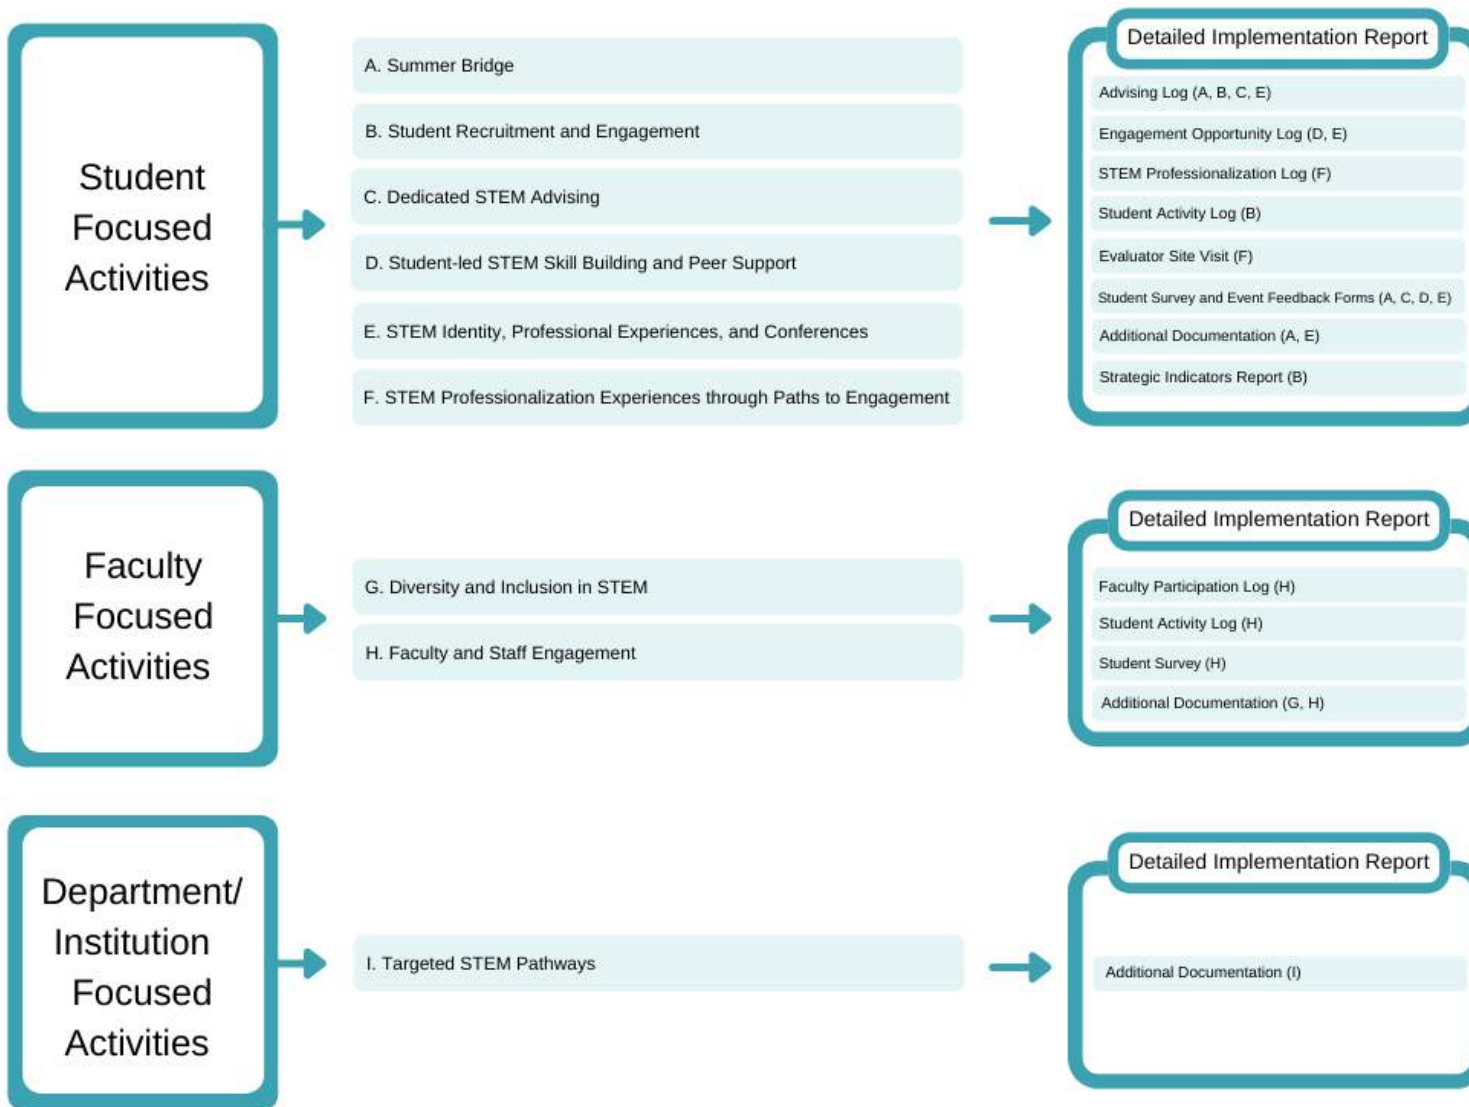 Student
Focused
Activities
A. Summer Bridge
B. Student Recruitment and Engagement
C. Dedicated STEM Advising
D. Student-led STEM Skill Building and Peer Support
E. STEM Identity, Professional Experiences, and Conferences
F. STEM Professionalization Experiences through Paths to Engagement
Detailed Implementation Report
Advising Log (A, B, C, E)
Engagement Opportunity Log (D, E)
STEM Professionalization Log (F)
Student Activity Log (B)
Evaluator Site Visit (F)
Student Survey and Event Feedback Forms (A, C, D, E)
Additional Documentation (A, E)
Strategic Indicators Report (B)
Faculty
Focused
Activities
G. Diversity and Inclusion in STEM
H. Faculty and Staff Engagement
Detailed Implementation Report
Faculty Participation Log (H)
Student Activity Log (H)
Student Survey (H)
Additional Documentation (G, H)
Department/
Institution
Focused
Activities
I. Targeted STEM Pathways
Detailed Implementation Report
Additional Documentation (I)